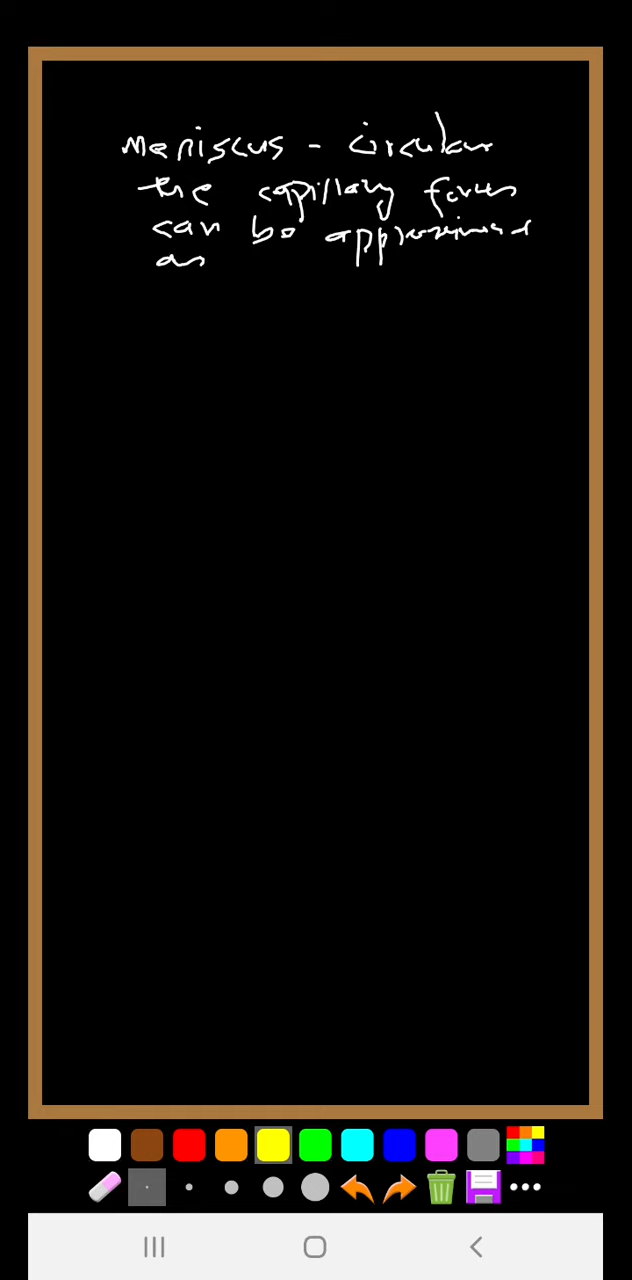 Meniscus - circular
the capillary forces
can be approximated
as